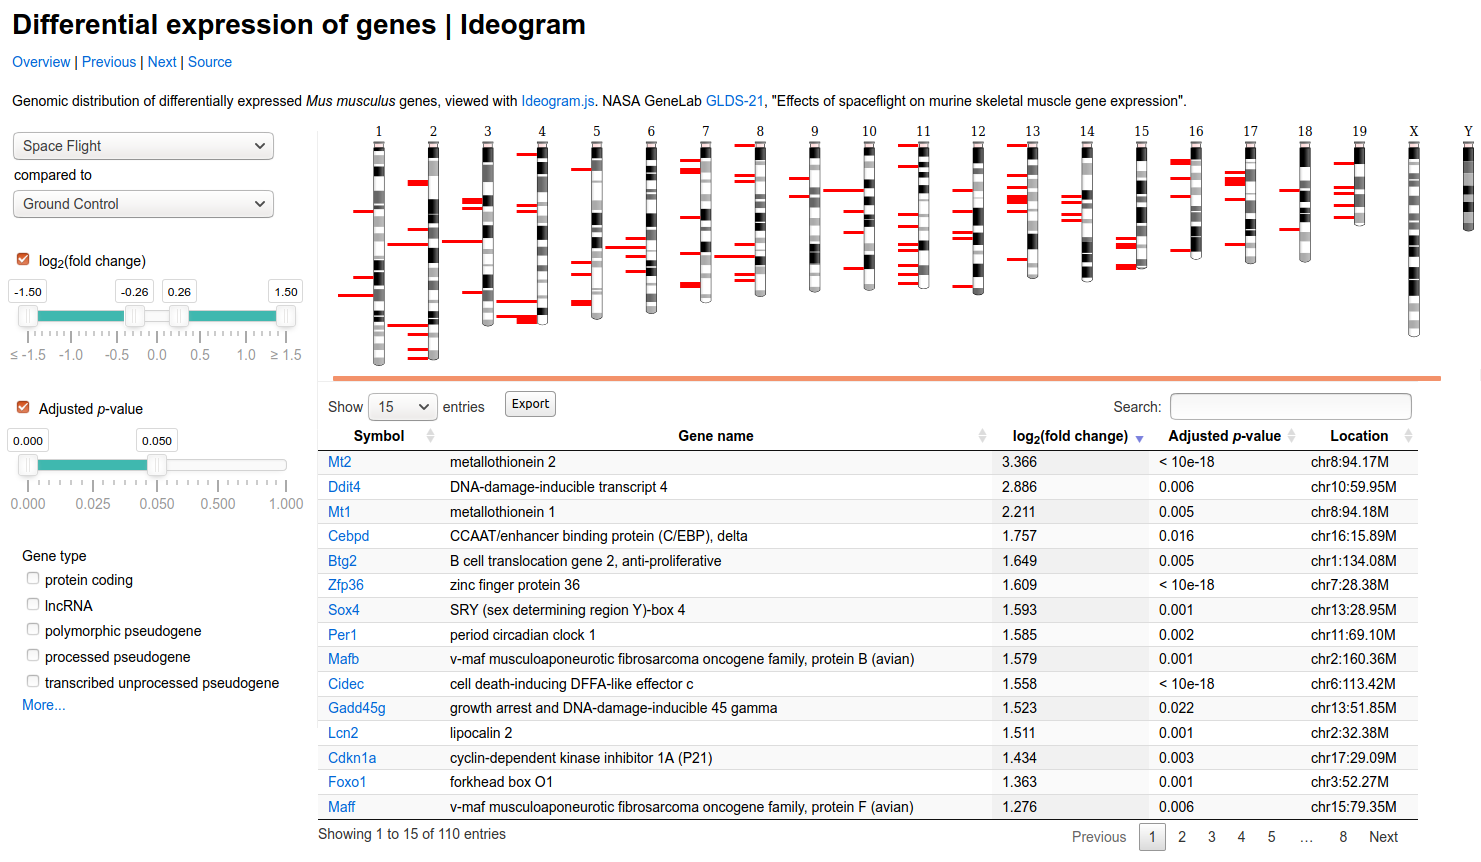 Differential expression of genes | Ideogram
Overview | Previous | Next | Source
Genomic distribution of differentially expressed Mus musculus genes, viewed with Ideogram.js. NASA GeneLab GLDS-21, "Effects of spaceflight on murine skeletal muscle gene expression".
Space Flight
compared to
Ground Control
log2(fold change)
-1.50 -0.26 0.26 1.50
≤ -1.5 -1.0 -0.5 0.0 0.5 1.0 ≥ 1.5
Adjusted p-value
0.000 0.050
0.000 0.025 0.050 0.500 1.000
Gene type
protein coding
lncRNA
polymorphic pseudogene
processed pseudogene
transcribed unprocessed pseudogene
More...
1 2 3 4 5 6 7 8 9 10 11 12 13 14 15 16 17 18 19 X Y
Show 15 entries Export Search:
Symbol Gene name log2(fold change) Adjusted p-value Location
Mt2 metallothionein 2 3.366 < 10e-18 chr8:94.17M
Ddit4 DNA-damage-inducible transcript 4 2.886 0.006 chr10:59.95M
Mt1 metallothionein 1 2.211 0.005 chr8:94.18M
Cebpd CCAAT/enhancer binding protein (C/EBP), delta 1.757 0.016 chr16:15.89M
Btg2 B cell translocation gene 2, anti-proliferative 1.649 0.005 chr1:134.08M
Zfp36 zinc finger protein 36 1.609 < 10e-18 chr7:28.38M
Sox4 SRY (sex determining region Y)-box 4 1.593 0.001 chr13:28.95M
Per1 period circadian clock 1 1.585 0.002 chr11:69.10M
Mafb v-maf musculoaponeurotic fibrosarcoma oncogene family, protein B (avian) 1.579 0.001 chr2:160.36M
Cidec cell death-inducing DFFA-like effector c 1.558 < 10e-18 chr6:113.42M
Gadd45g growth arrest and DNA-damage-inducible 45 gamma 1.523 0.022 chr13:51.85M
Lcn2 lipocalin 2 1.511 0.001 chr2:32.38M
Cdkn1a cyclin-dependent kinase inhibitor 1A (P21) 1.434 0.003 chr17:29.09M
Foxo1 forkhead box O1 1.363 0.001 chr3:52.27M
Maff v-maf musculoaponeurotic fibrosarcoma oncogene family, protein F (avian) 1.276 0.006 chr15:79.35M
Showing 1 to 15 of 110 entries
Previous 1 2 3 4 5 … 8 Next